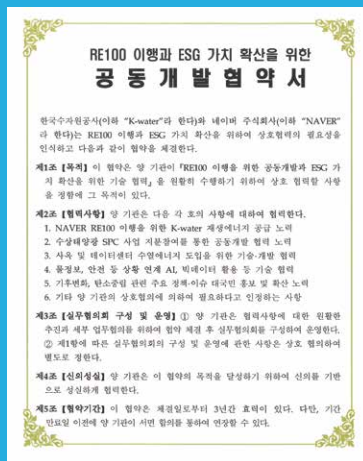 RE100 이행과 ESG 가치 확산을 위한
공 동 개 발 협 약 서
한국수자원공사(이하 "K-water"라 한다)와 네이버 주식회사(이하 "NAVER"
라 한다)는 RE100 이행과 ESG 가치 확산을 위하여 상호협력의 필요성을
인식하고 다음과 같이 협약을 체결한다.
제1조 【목적】 이 협약은 양 기관이 『RE100 이행을 위한 공동개발과 ESG 가
치 확산을 위한 기술 협력』을 원활히 수행하기 위하여 상호 협력할 사항
을 정함에 그 목적이 있다.
제2조 【협력사항】 양 기관은 다음 각 호의 사항에 대하여 협력한다.
1. NAVER RE100 이행을 위한 K-water 재생에너지 공급 노력
2. 수상태양광 SPC 사업 지분참여를 통한 공동개발 협력 노력
3. 사옥 및 데이터센터 수열에너지 도입을 위한 기술·개발 협력
4. 물정보, 안전 등 상황 연계 AI, 빅데이터 활용 등 기술 협력
5. 기후변화, 탄소중립 관련 주요 정책·이슈 대국민 홍보 및 확산 노력
6. 기타 양 기관의 상호협의에 의하여 필요하다고 인정하는 사항
제3조 【실무협의회 구성 및 운영】 ① 양 기관은 협력사항에 대한 원활한
추진과 세부 업무협의를 위하여 협약 체결 후 실무협의회를 구성하여 운영한다.
② 제1항에 따른 실무협의회의 구성 및 운영에 관한 사항은 상호 협의하여
별도로 정한다.
제4조 【신의성실】 양 기관은 이 협약의 목적을 달성하기 위하여 신의를 기반
으로 성실하게 협력한다.
제5조 【협약기간】 이 협약은 체결일로부터 3년간 효력이 있다. 다만, 기간
만료일 이전에 양 기관이 서면 합의를 통하여 연장할 수 있다.